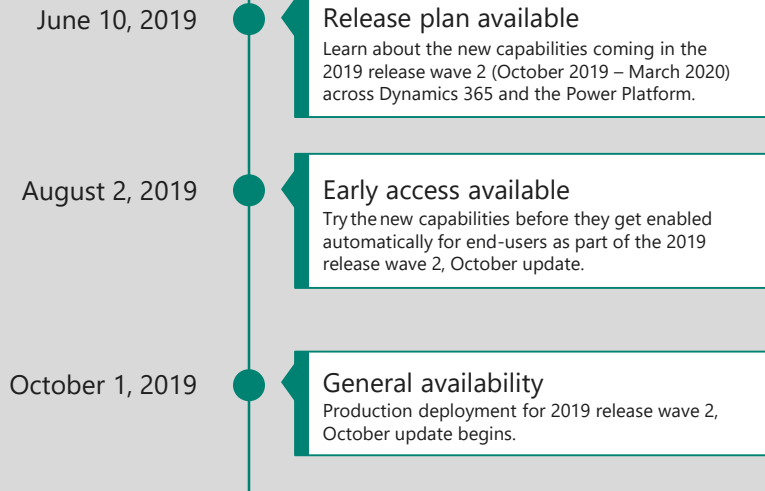 June 10, 2019
Release plan available
Learn about the new capabilities coming in the
2019 release wave 2 (October 2019 – March 2020)
across Dynamics 365 and the Power Platform.
August 2, 2019
Early access available
Try the new capabilities before they get enabled
automatically for end-users as part of the 2019
release wave 2, October update.
October 1, 2019
General availability
Production deployment for 2019 release wave 2,
October update begins.